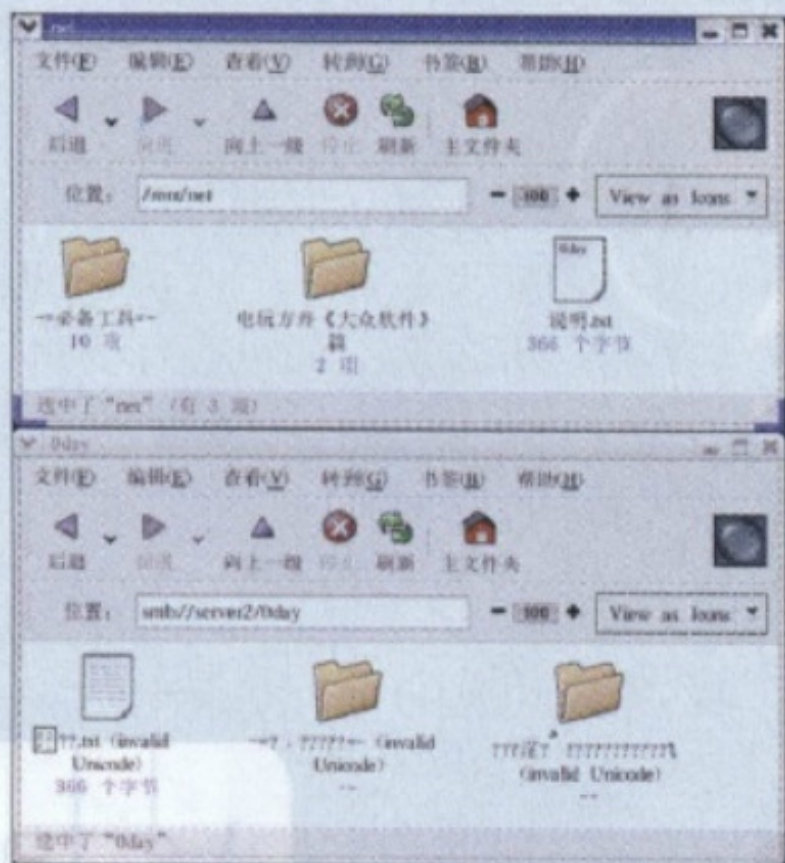 net
文件(F) 编辑(E) 查看(V) 转到(G) 书签(B) 帮助(H)
后退 前进 向上一级 停止 刷新 主文件夹
位置: /mnt/net 100 View as Icons
必备工具
10 项
电玩方舟《大众软件》
篇
2 项
0day
说明.txt
366 个字节
选中了 "net" (有 3 项)
0day
文件(F) 编辑(E) 查看(V) 转到(G) 书签(B) 帮助(H)
后退 前进 向上一级 停止 刷新 主文件夹
位置: smb://server2/0day 100 View as Icons
??.txt (invalid
Unicode)
366 个字节
(invalid
Unicode)
--
(invalid Unicode)
--
选中了 "0day"